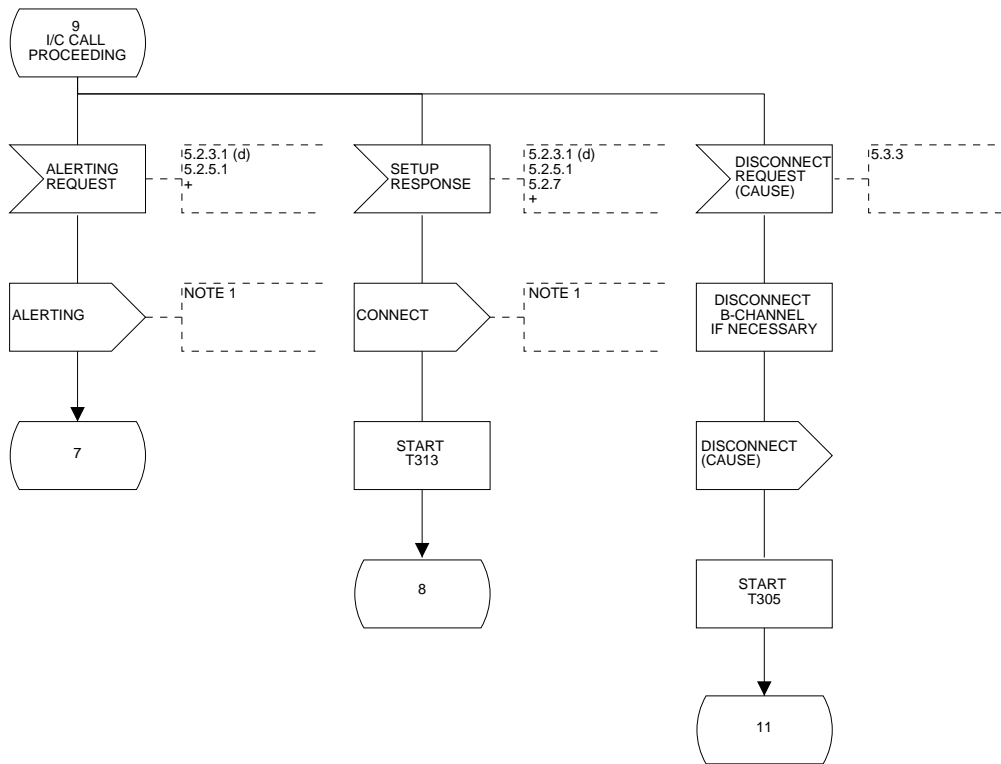 9
I/C CALL
PROCEEDING
ALERTING
REQUEST
5.2.3.1 (d)
5.2.5.1
+
SETUP
RESPONSE
5.2.3.1 (d)
5.2.5.1
5.2.7
+
DISCONNECT
REQUEST
(CAUSE)
5.3.3
ALERTING
NOTE 1
CONNECT
NOTE 1
DISCONNECT
B-CHANNEL
IF NECESSARY
7
START
T313
DISCONNECT
(CAUSE)
8
START
T305
11